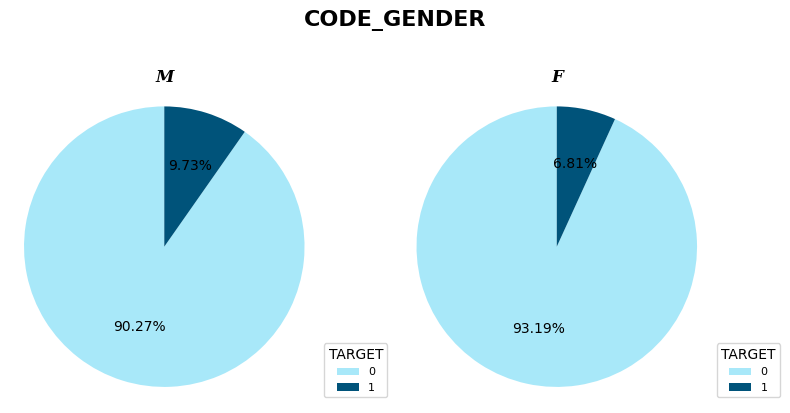 CODE_GENDER
M
9.73%
90.27%
TARGET
0
1
F
6.81%
93.19%
TARGET
0
1